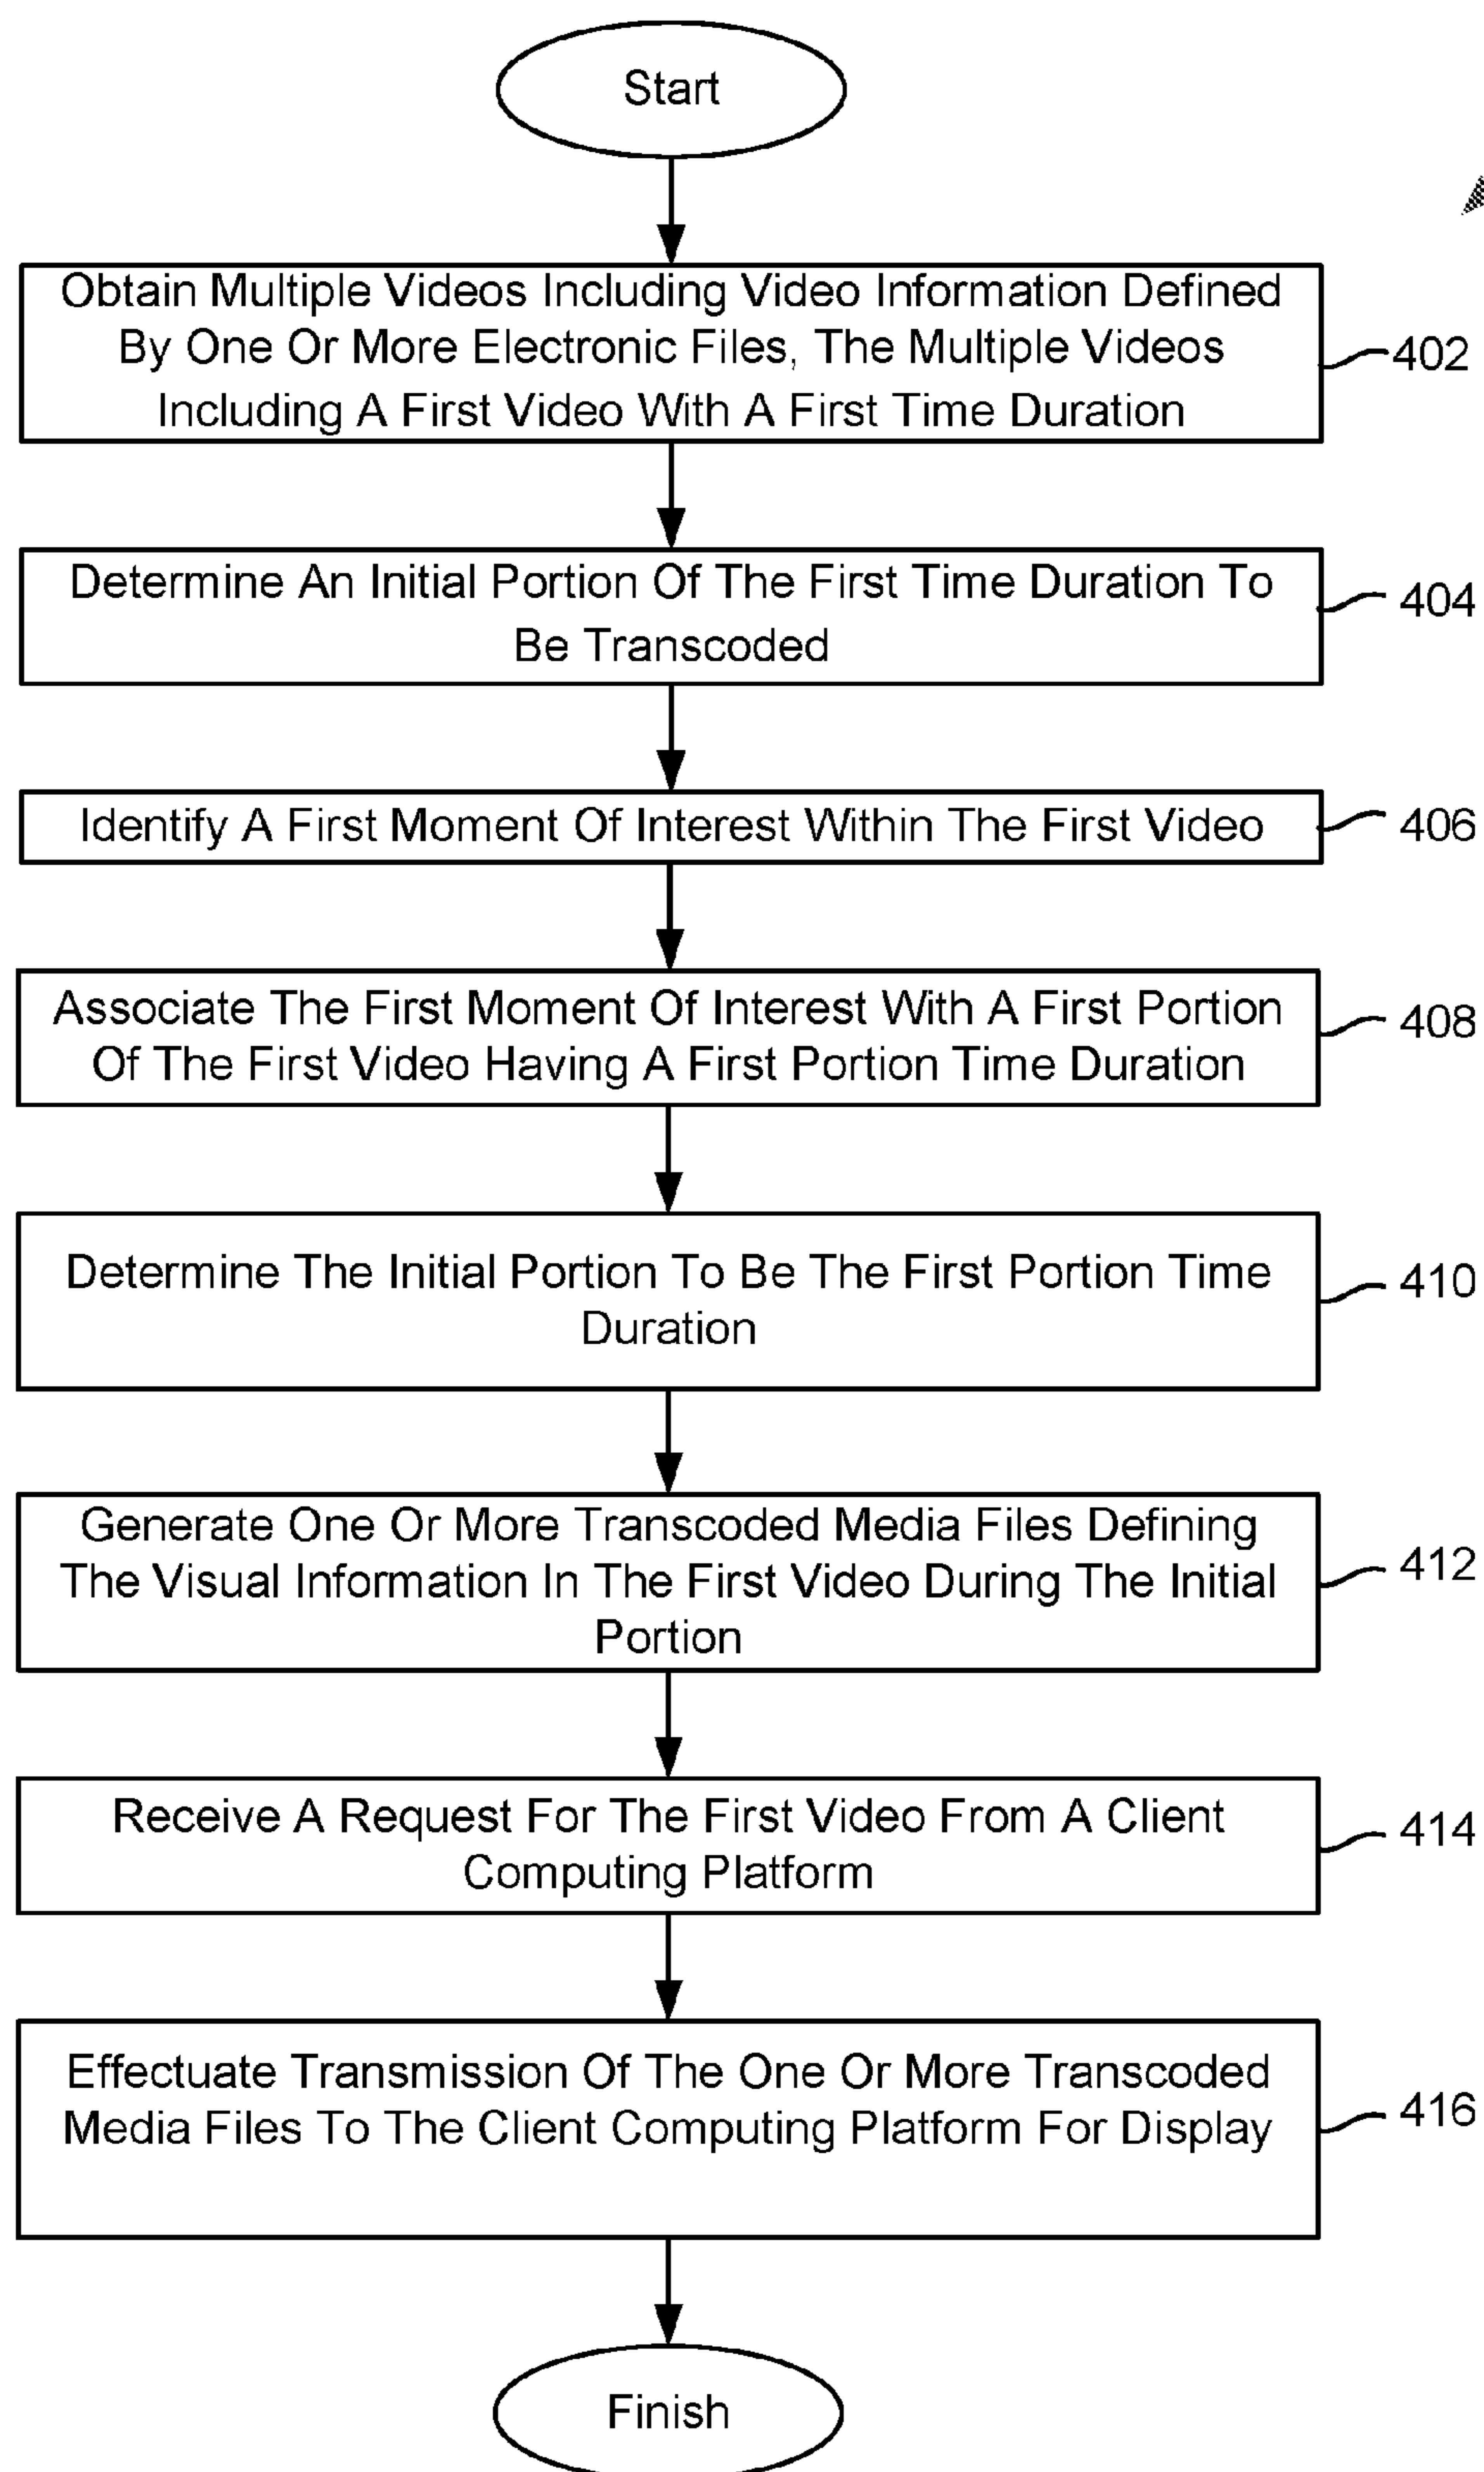 Start
Obtain Multiple Videos Including Video Information Defined
By One Or More Electronic Files, The Multiple Videos
Including A First Video With A First Time Duration
402
Determine An Initial Portion Of The First Time Duration To
Be Transcoded
404
Identify A First Moment Of Interest Within The First Video
406
Associate The First Moment Of Interest With A First Portion
Of The First Video Having A First Portion Time Duration
408
Determine The Initial Portion To Be The First Portion Time
Duration
410
Generate One Or More Transcoded Media Files Defining
The Visual Information In The First Video During The Initial
Portion
412
Receive A Request For The First Video From A Client
Computing Platform
414
Effectuate Transmission Of The One Or More Transcoded
Media Files To The Client Computing Platform For Display
416
Finish